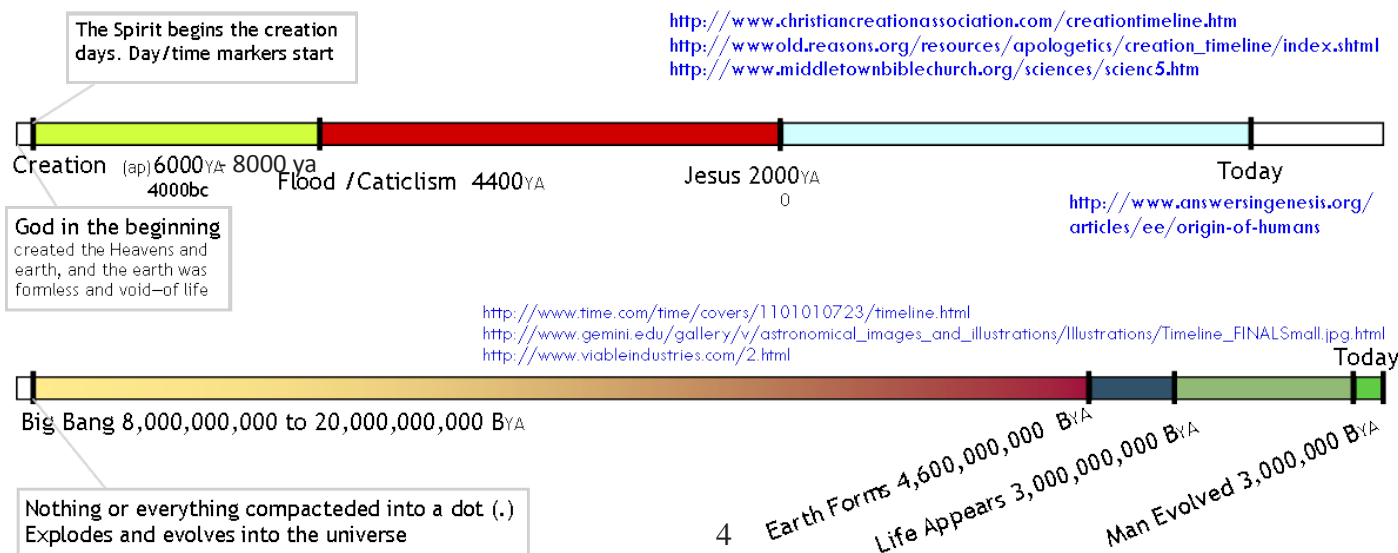 The Spirit begins the creation
days. Day/time markers start
http://www.christiancreationassociation.com/creationtimeline.htm
http://wwwold.reasons.org/resources/apologetics/creation_timeline/index.shtml
http://www.middletownbiblechurch.org/sciences/scienc5.htm
Creation (ap) 6000YA- 8000 ya
4000bc
Flood /Caticlism 4400YA
Jesus 2000YA
0
Today
God in the beginning
created the Heavens and
earth, and the earth was
formless and void—of life
http://www.answersingenesis.org/
articles/ee/origin-of-humans
http://www.time.com/time/covers/1101010723/timeline.html
http://www.gemini.edu/gallery/v/astronomical_images_and_illustrations/Illustrations/Timeline_FINALSmall.jpg.html
http://www.viableindustries.com/2.html
Today
Big Bang 8,000,000,000 to 20,000,000,000 BYA
Earth Forms 4,600,000,000 BYA
Life Appears 3,000,000,000 BYA
Man Evolved 3,000,000 BYA
Nothing or everything compacteded into a dot (.)
Explodes and evolves into the universe
4